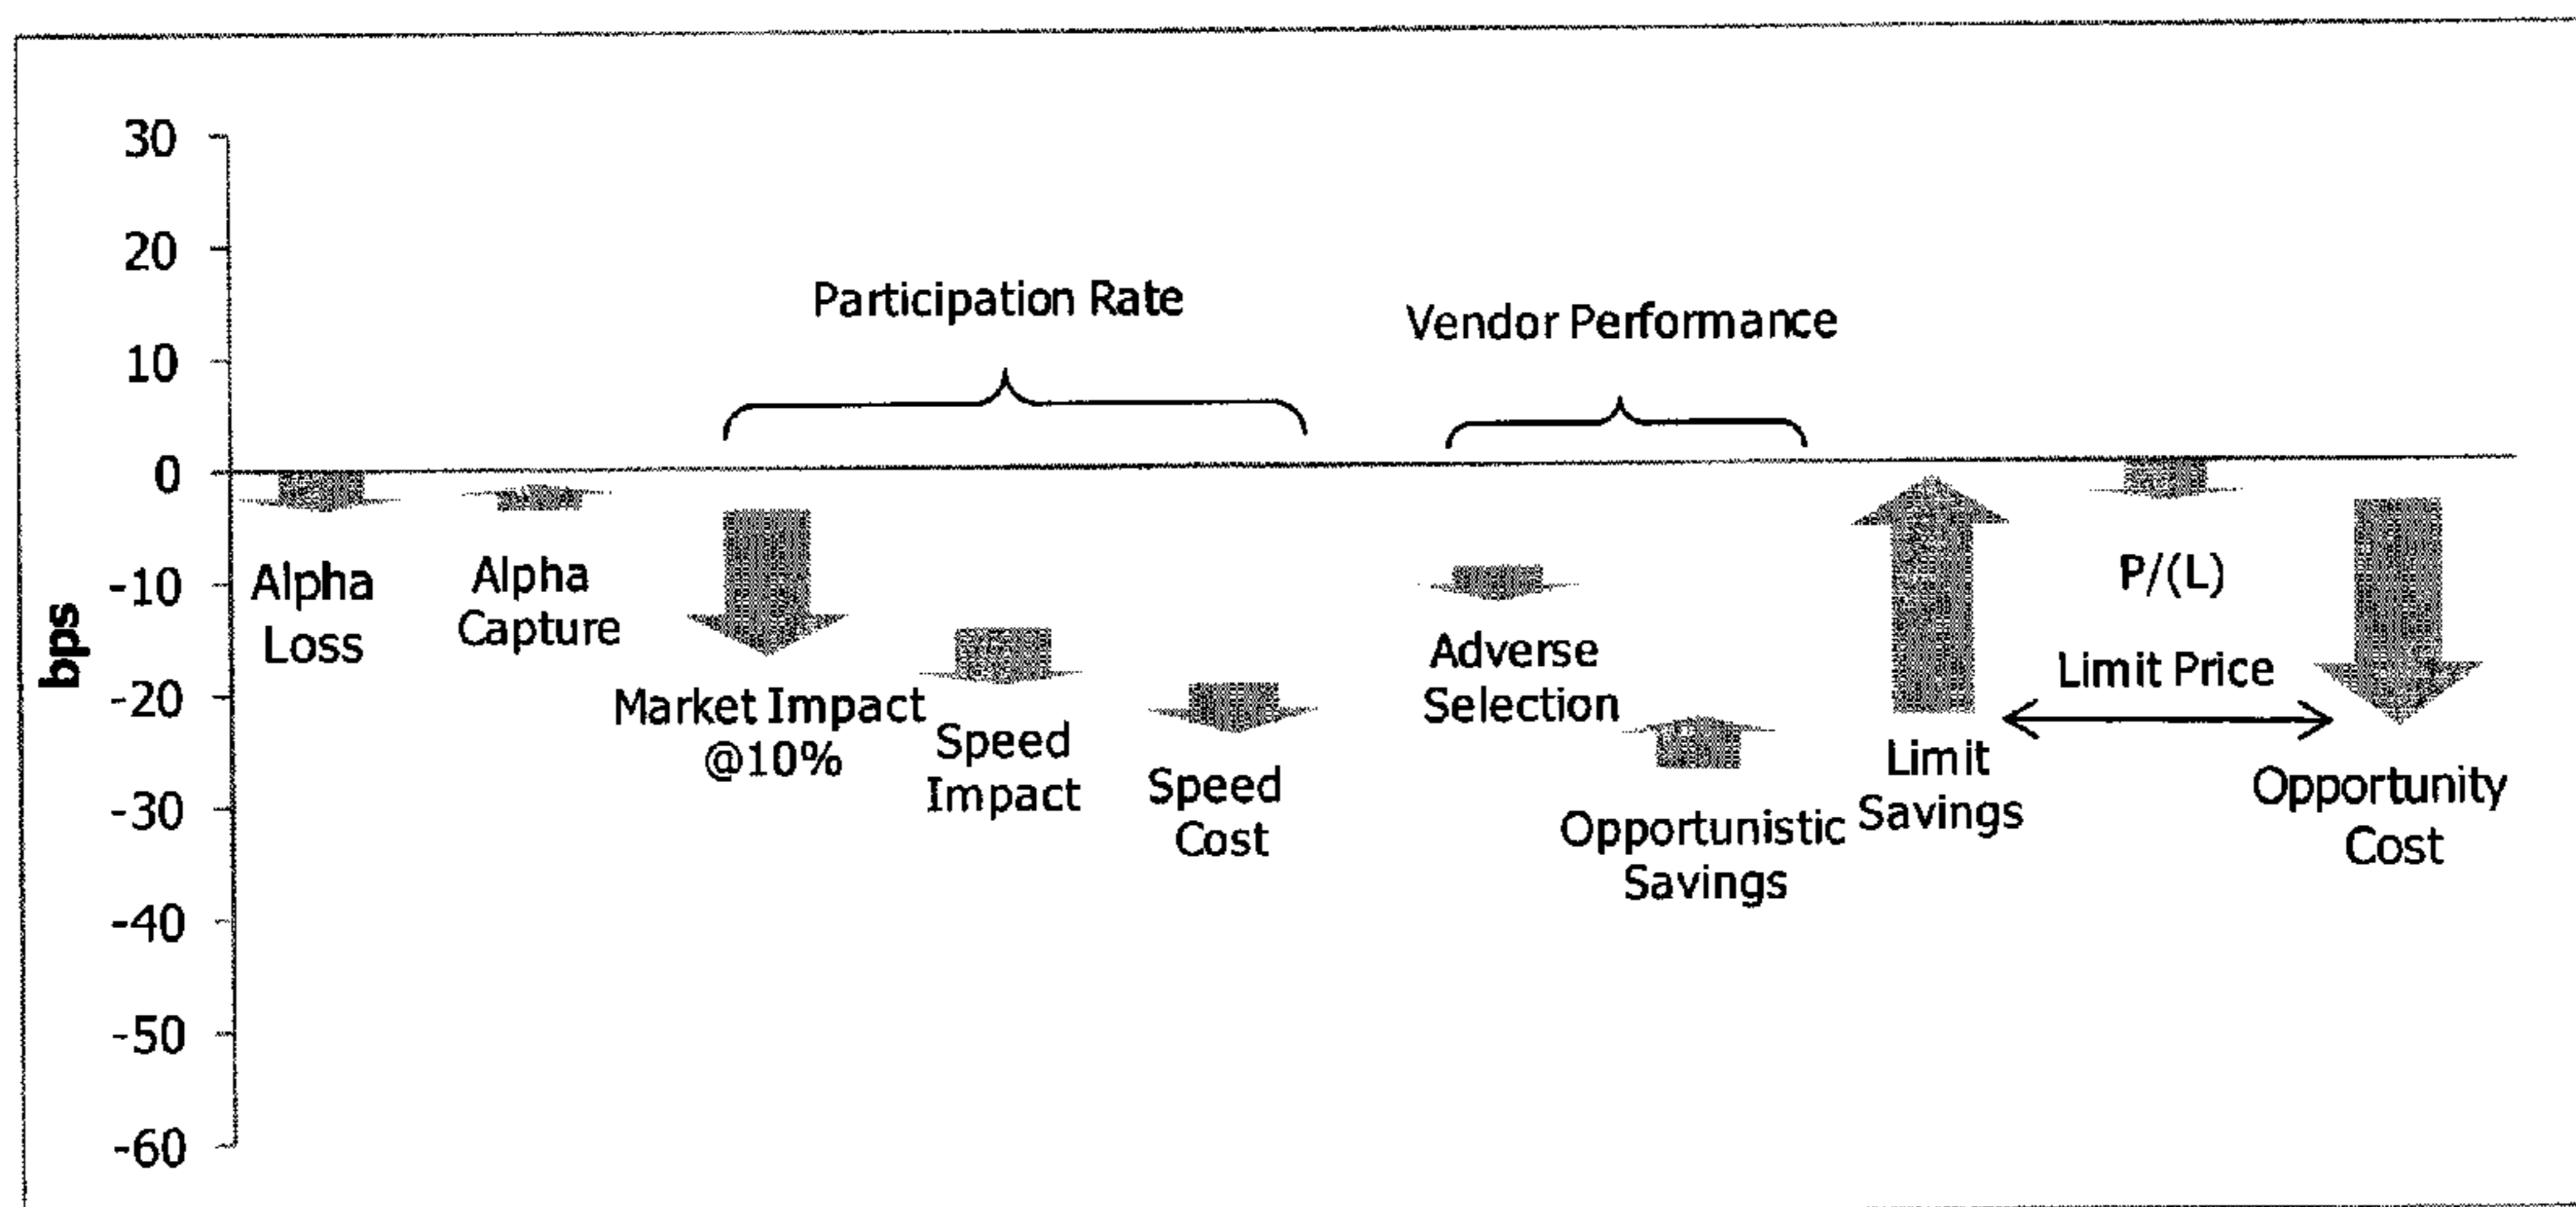 30
20
10
0
-10
-20
-30
-40
-50
-60
bps
Participation Rate
Vendor Performance
Alpha
Loss
Alpha
Capture
Market Impact
@10%
Speed
Impact
Speed
Cost
Adverse
Selection
Opportunistic
Savings
Limit
Savings
P/(L)
Limit Price
Opportunity
Cost